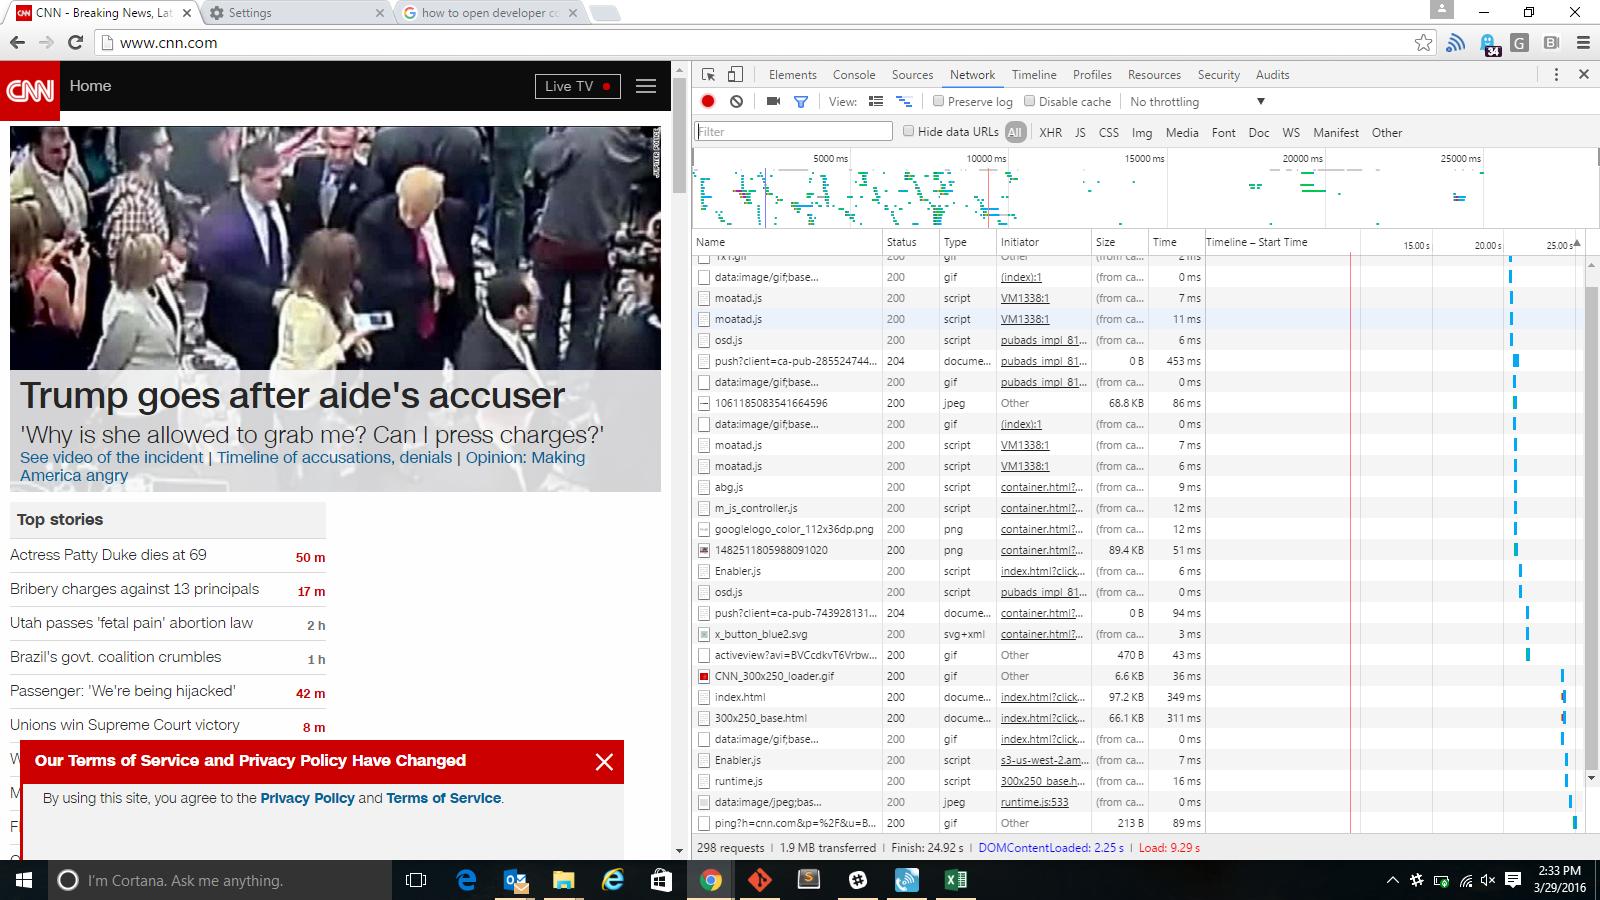 CNN - Breaking News, Lat
Settings
how to open developer co
www.cnn.com
34
CNN
Home
Live TV
JUPITER POLICE
Trump goes after aide's accuser
'Why is she allowed to grab me? Can I press charges?'
See video of the incident | Timeline of accusations, denials | Opinion: Making
America angry
Top stories
Actress Patty Duke dies at 69 50 m
Bribery charges against 13 principals 17 m
Utah passes 'fetal pain' abortion law 2 h
Brazil's govt. coalition crumbles 1 h
Passenger: 'We're being hijacked' 42 m
Unions win Supreme Court victory 8 m
Our Terms of Service and Privacy Policy Have Changed
By using this site, you agree to the Privacy Policy and Terms of Service.
Elements Console Sources Network Timeline Profiles Resources Security Audits
View: Preserve log Disable cache No throttling
Filter Hide data URLs All XHR JS CSS Img Media Font Doc WS Manifest Other
5000 ms 10000 ms 15000 ms 20000 ms 25000 ms
Name Status Type Initiator Size Time Timeline – Start Time 15.00 s 20.00 s 25.00 s
1x1.gif 200 gif Other (from ca... 2 ms
data:image/gif;base... 200 gif (index):1 (from ca... 0 ms
moatad.js 200 script VM1338:1 (from ca... 7 ms
moatad.js 200 script VM1338:1 (from ca... 11 ms
osd.js 200 script pubads_impl_81... (from ca... 6 ms
push?client=ca-pub-285524744... 204 docume... pubads_impl_81... 0 B 453 ms
data:image/gif;base... 200 gif pubads_impl_81... (from ca... 0 ms
1061185083541664596 200 jpeg Other 68.8 KB 86 ms
data:image/gif;base... 200 gif (index):1 (from ca... 0 ms
moatad.js 200 script VM1338:1 (from ca... 7 ms
moatad.js 200 script VM1338:1 (from ca... 6 ms
abg.js 200 script container.html?... (from ca... 9 ms
m_js_controller.js 200 script container.html?... (from ca... 12 ms
googlelogo_color_112x36dp.png 200 png container.html?... (from ca... 12 ms
1482511805988091020 200 png container.html?... 89.4 KB 51 ms
Enabler.js 200 script index.html?click... (from ca... 6 ms
osd.js 200 script pubads_impl_81... (from ca... 0 ms
push?client=ca-pub-743928131... 204 docume... container.html?... 0 B 94 ms
x_button_blue2.svg 200 svg+xml container.html?... (from ca... 3 ms
activeview?avi=BVCcdkvT6Vrbw... 200 gif Other 470 B 43 ms
CNN_300x250_loader.gif 200 gif Other 6.6 KB 36 ms
index.html 200 docume... index.html?click... 97.2 KB 349 ms
300x250_base.html 200 docume... index.html?click... 66.1 KB 311 ms
data:image/gif;base... 200 gif index.html?click... (from ca... 0 ms
Enabler.js 200 script s3-us-west-2.am... (from ca... 7 ms
runtime.js 200 script 300x250_base.h... (from ca... 16 ms
data:image/jpeg;bas... 200 jpeg runtime.js:533 (from ca... 0 ms
ping?h=cnn.com&p=%2F&u=B... 200 gif Other 213 B 89 ms
298 requests | 1.9 MB transferred | Finish: 24.92 s | DOMContentLoaded: 2.25 s | Load: 9.29 s
I'm Cortana. Ask me anything.
2:33 PM
3/29/2016